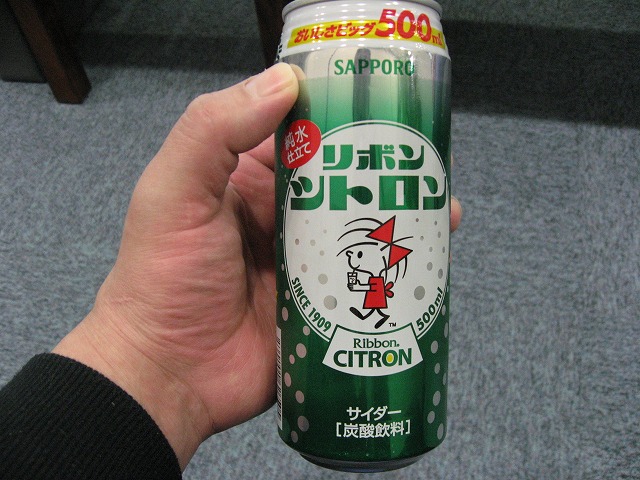 おいしさビッグ500ml
SAPPORO
純水
仕立て
リボン
シトロン
SINCE 1909
500ml
TM
Ribbon®
CITRON
サイダー
[炭酸飲料]